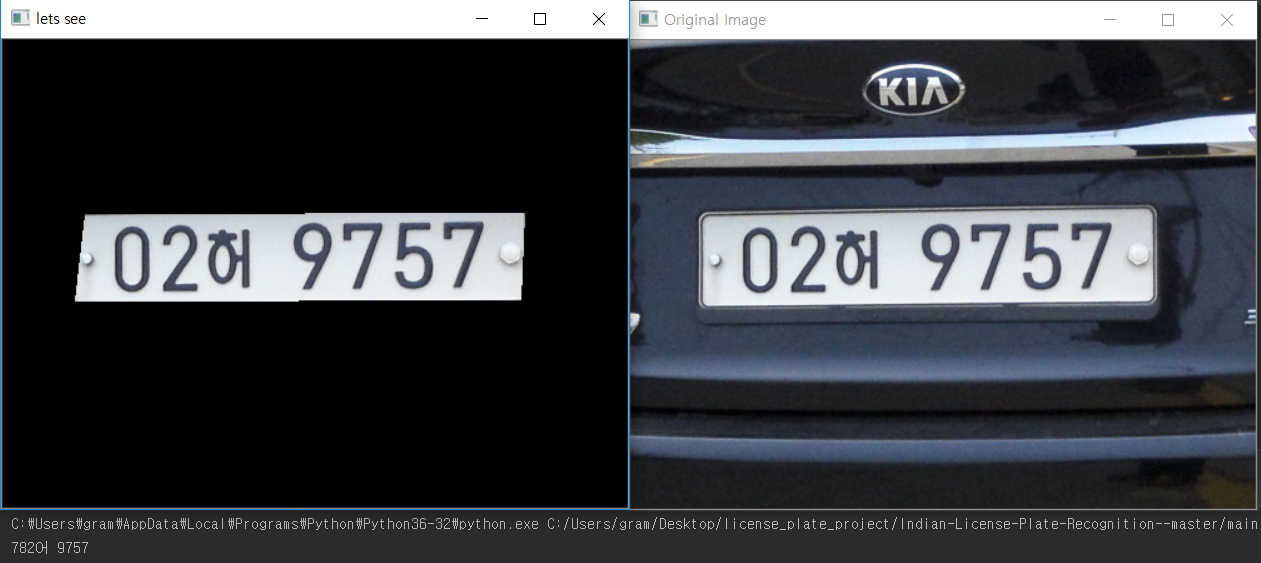 lets see
Original Image
KIA
02허 9757
02허 9757
C:₩Users₩gram₩AppData₩Local₩Programs₩Python₩Python36-32₩python.exe C:/Users/gram/Desktop/license_plate_project/Indian-License-Plate-Recognition--master/main
782어 9757